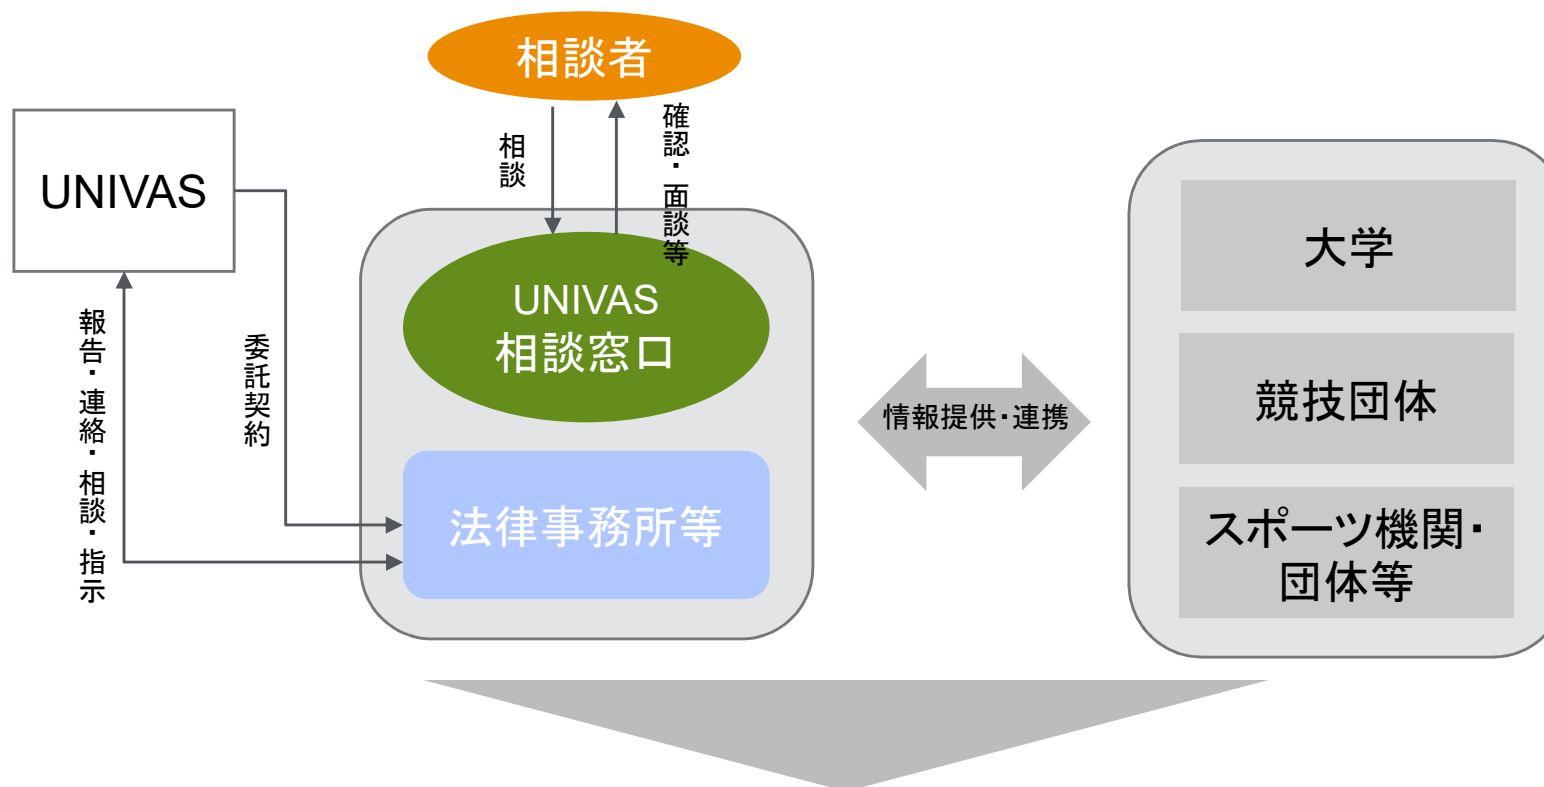 相談者
相談
確認・面談等
UNIVAS
UNIVAS
相談窓口
報告・連絡・相談・指示
委託契約
法律事務所等
情報提供・連携
大学
競技団体
スポーツ機関・
団体等